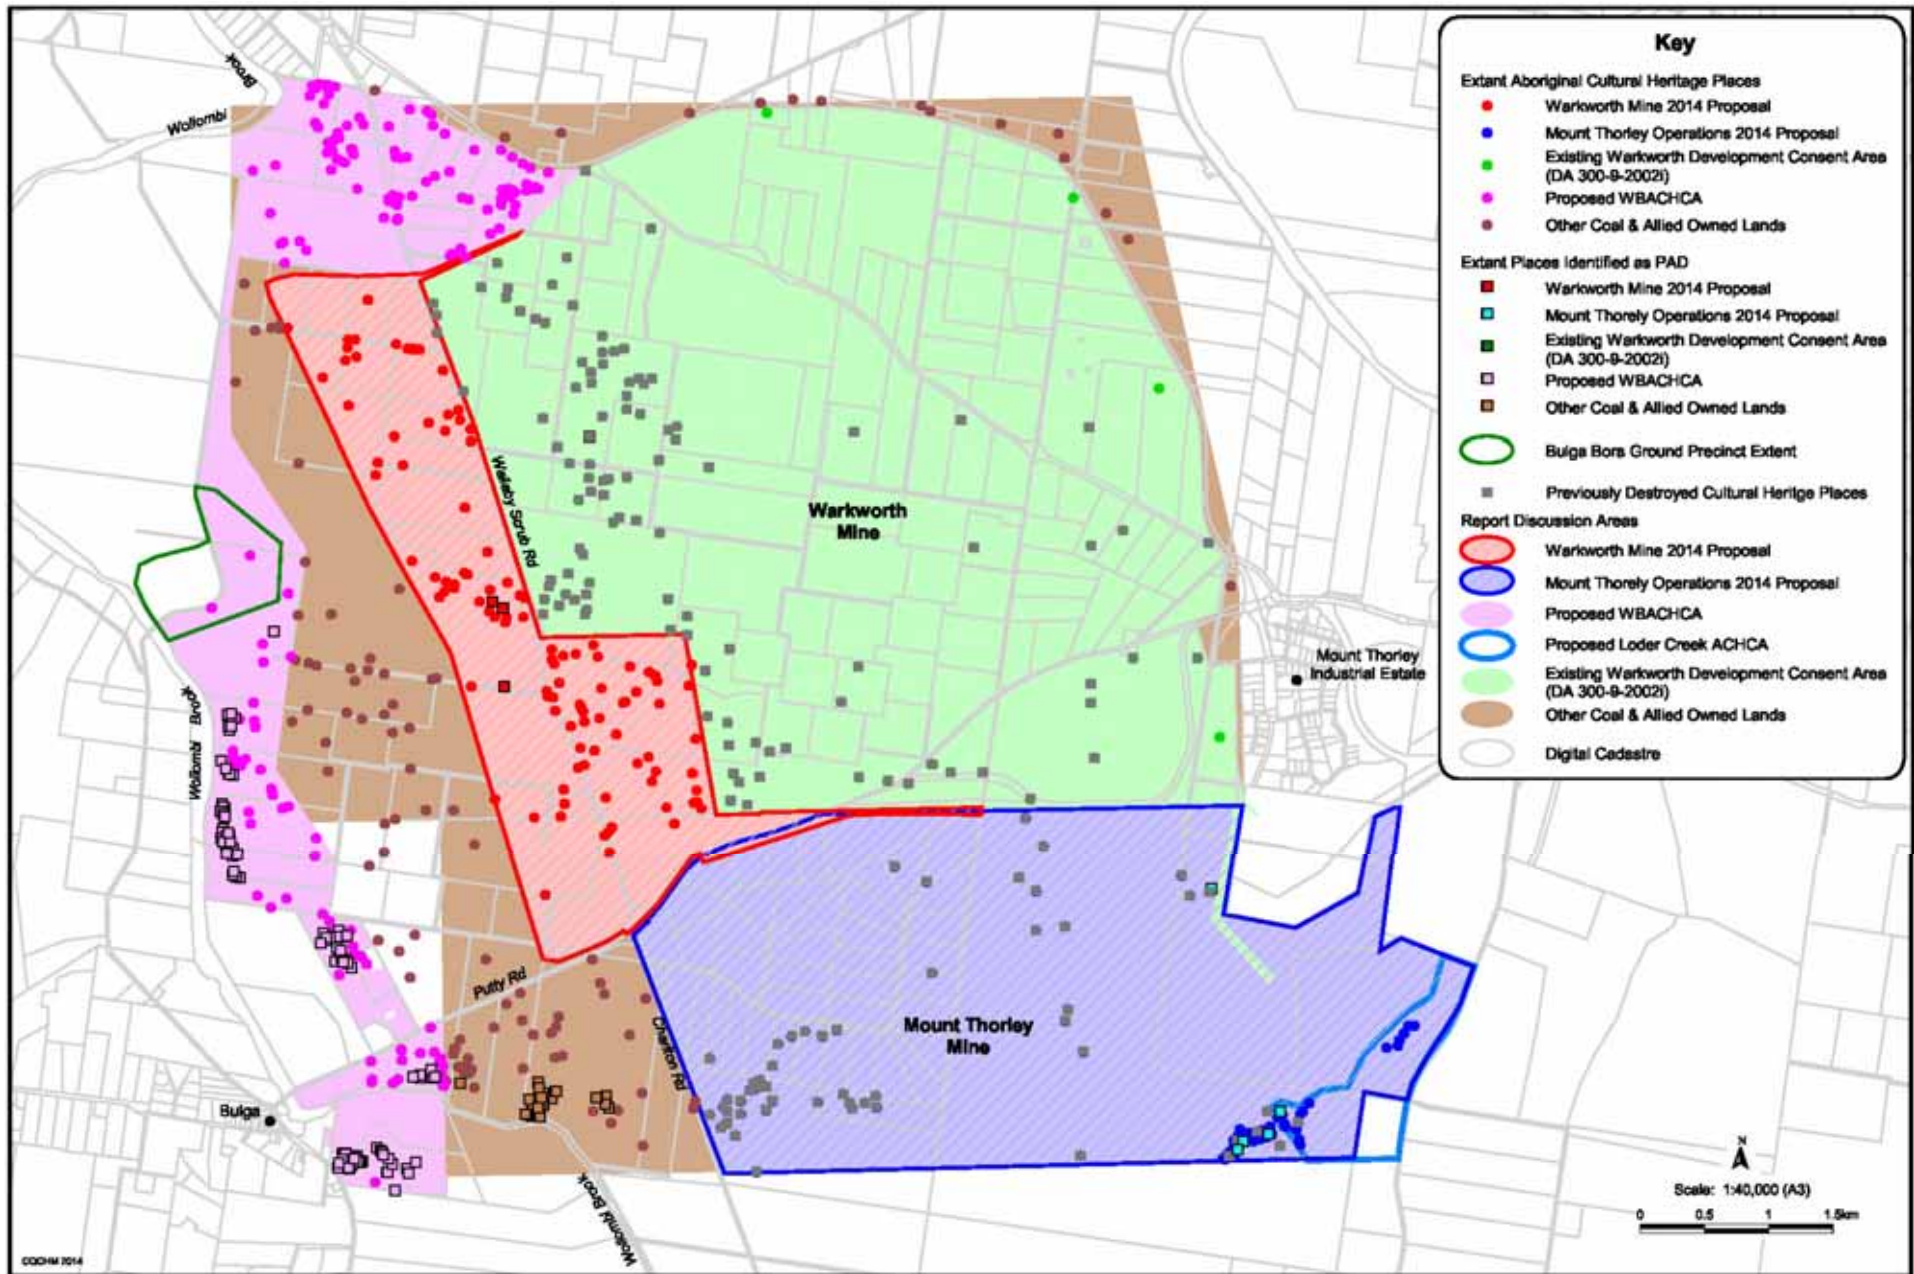 Key
Extant Aboriginal Cultural Heritage Places
Warkworth Mine 2014 Proposal
Mount Thorley Operations 2014 Proposal
Existing Warkworth Development Consent Area
(DA 300-9-2002i)
Proposed WBACHCA
Other Coal & Allied Owned Lands
Extant Places Identified as PAD
Warkworth Mine 2014 Proposal
Mount Thorely Operations 2014 Proposal
Existing Warkworth Development Consent Area
(DA 300-9-2002i)
Proposed WBACHCA
Other Coal & Allied Owned Lands
Bulga Bora Ground Precinct Extent
Previously Destroyed Cultural Heritge Places
Report Discussion Areas
Warkworth Mine 2014 Proposal
Mount Thorely Operations 2014 Proposal
Proposed WBACHCA
Proposed Loder Creek ACHCA
Existing Warkworth Development Consent Area
(DA 300-9-2002i)
Other Coal & Allied Owned Lands
Digital Cadastre
Wollombi
Brook
Wallaby Scrub Rd
Warkworth
Mine
Mount Thorley
Industrial Estate
Wollombi Brook
Putty Rd
Charlton Rd
Mount Thorley
Mine
Bulga
Wollombi Brook
N
Scale: 1:40,000 (A3)
0 0.5 1 1.5km
CQCHM 2014